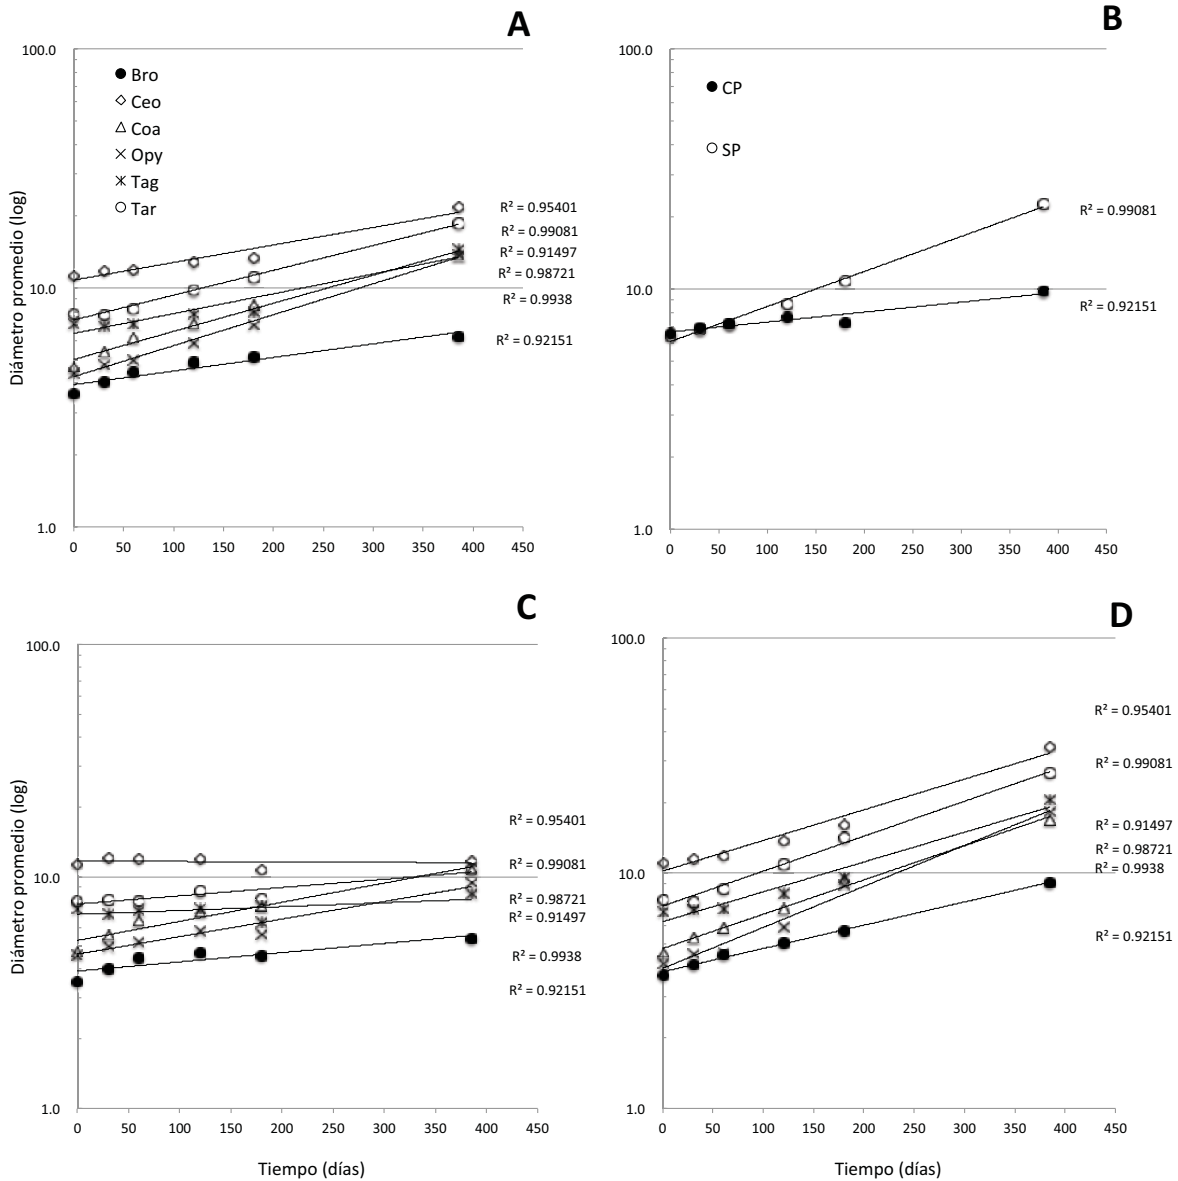 A
100.0
10.0
1.0
Diámetro promedio (log)
Bro
Ceo
Coa
Opy
Tag
Tar
R² = 0.95401
R² = 0.99081
R² = 0.91497
R² = 0.98721
R² = 0.9938
R² = 0.92151
0 50 100 150 200 250 300 350 400 450
B
100.0
10.0
1.0
CP
SP
R² = 0.99081
R² = 0.92151
0 50 100 150 200 250 300 350 400 450
C
100.0
10.0
1.0
Diámetro promedio (log)
R² = 0.95401
R² = 0.99081
R² = 0.98721
R² = 0.91497
R² = 0.9938
R² = 0.92151
0 50 100 150 200 250 300 350 400 450
Tiempo (días)
D
100.0
10.0
1.0
R² = 0.95401
R² = 0.99081
R² = 0.91497
R² = 0.98721
R² = 0.9938
R² = 0.92151
0 50 100 150 200 250 300 350 400 450
Tiempo (días)